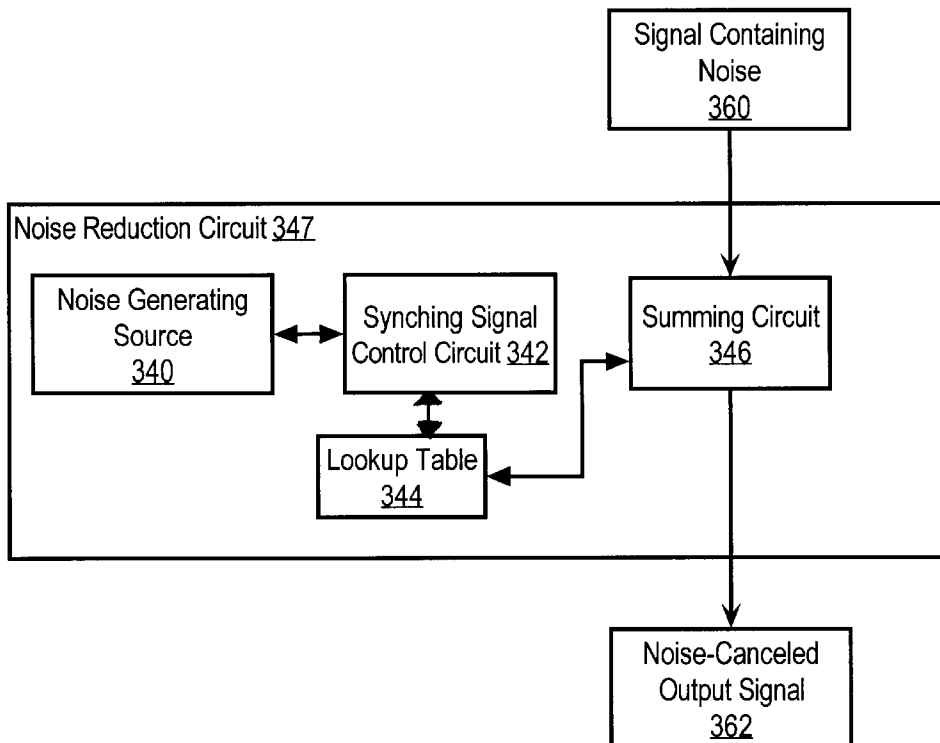 Signal Containing
Noise
360
Noise Reduction Circuit 347
Noise Generating
Source
340
Synching Signal
Control Circuit 342
Summing Circuit
346
Lookup Table
344
Noise-Canceled
Output Signal
362